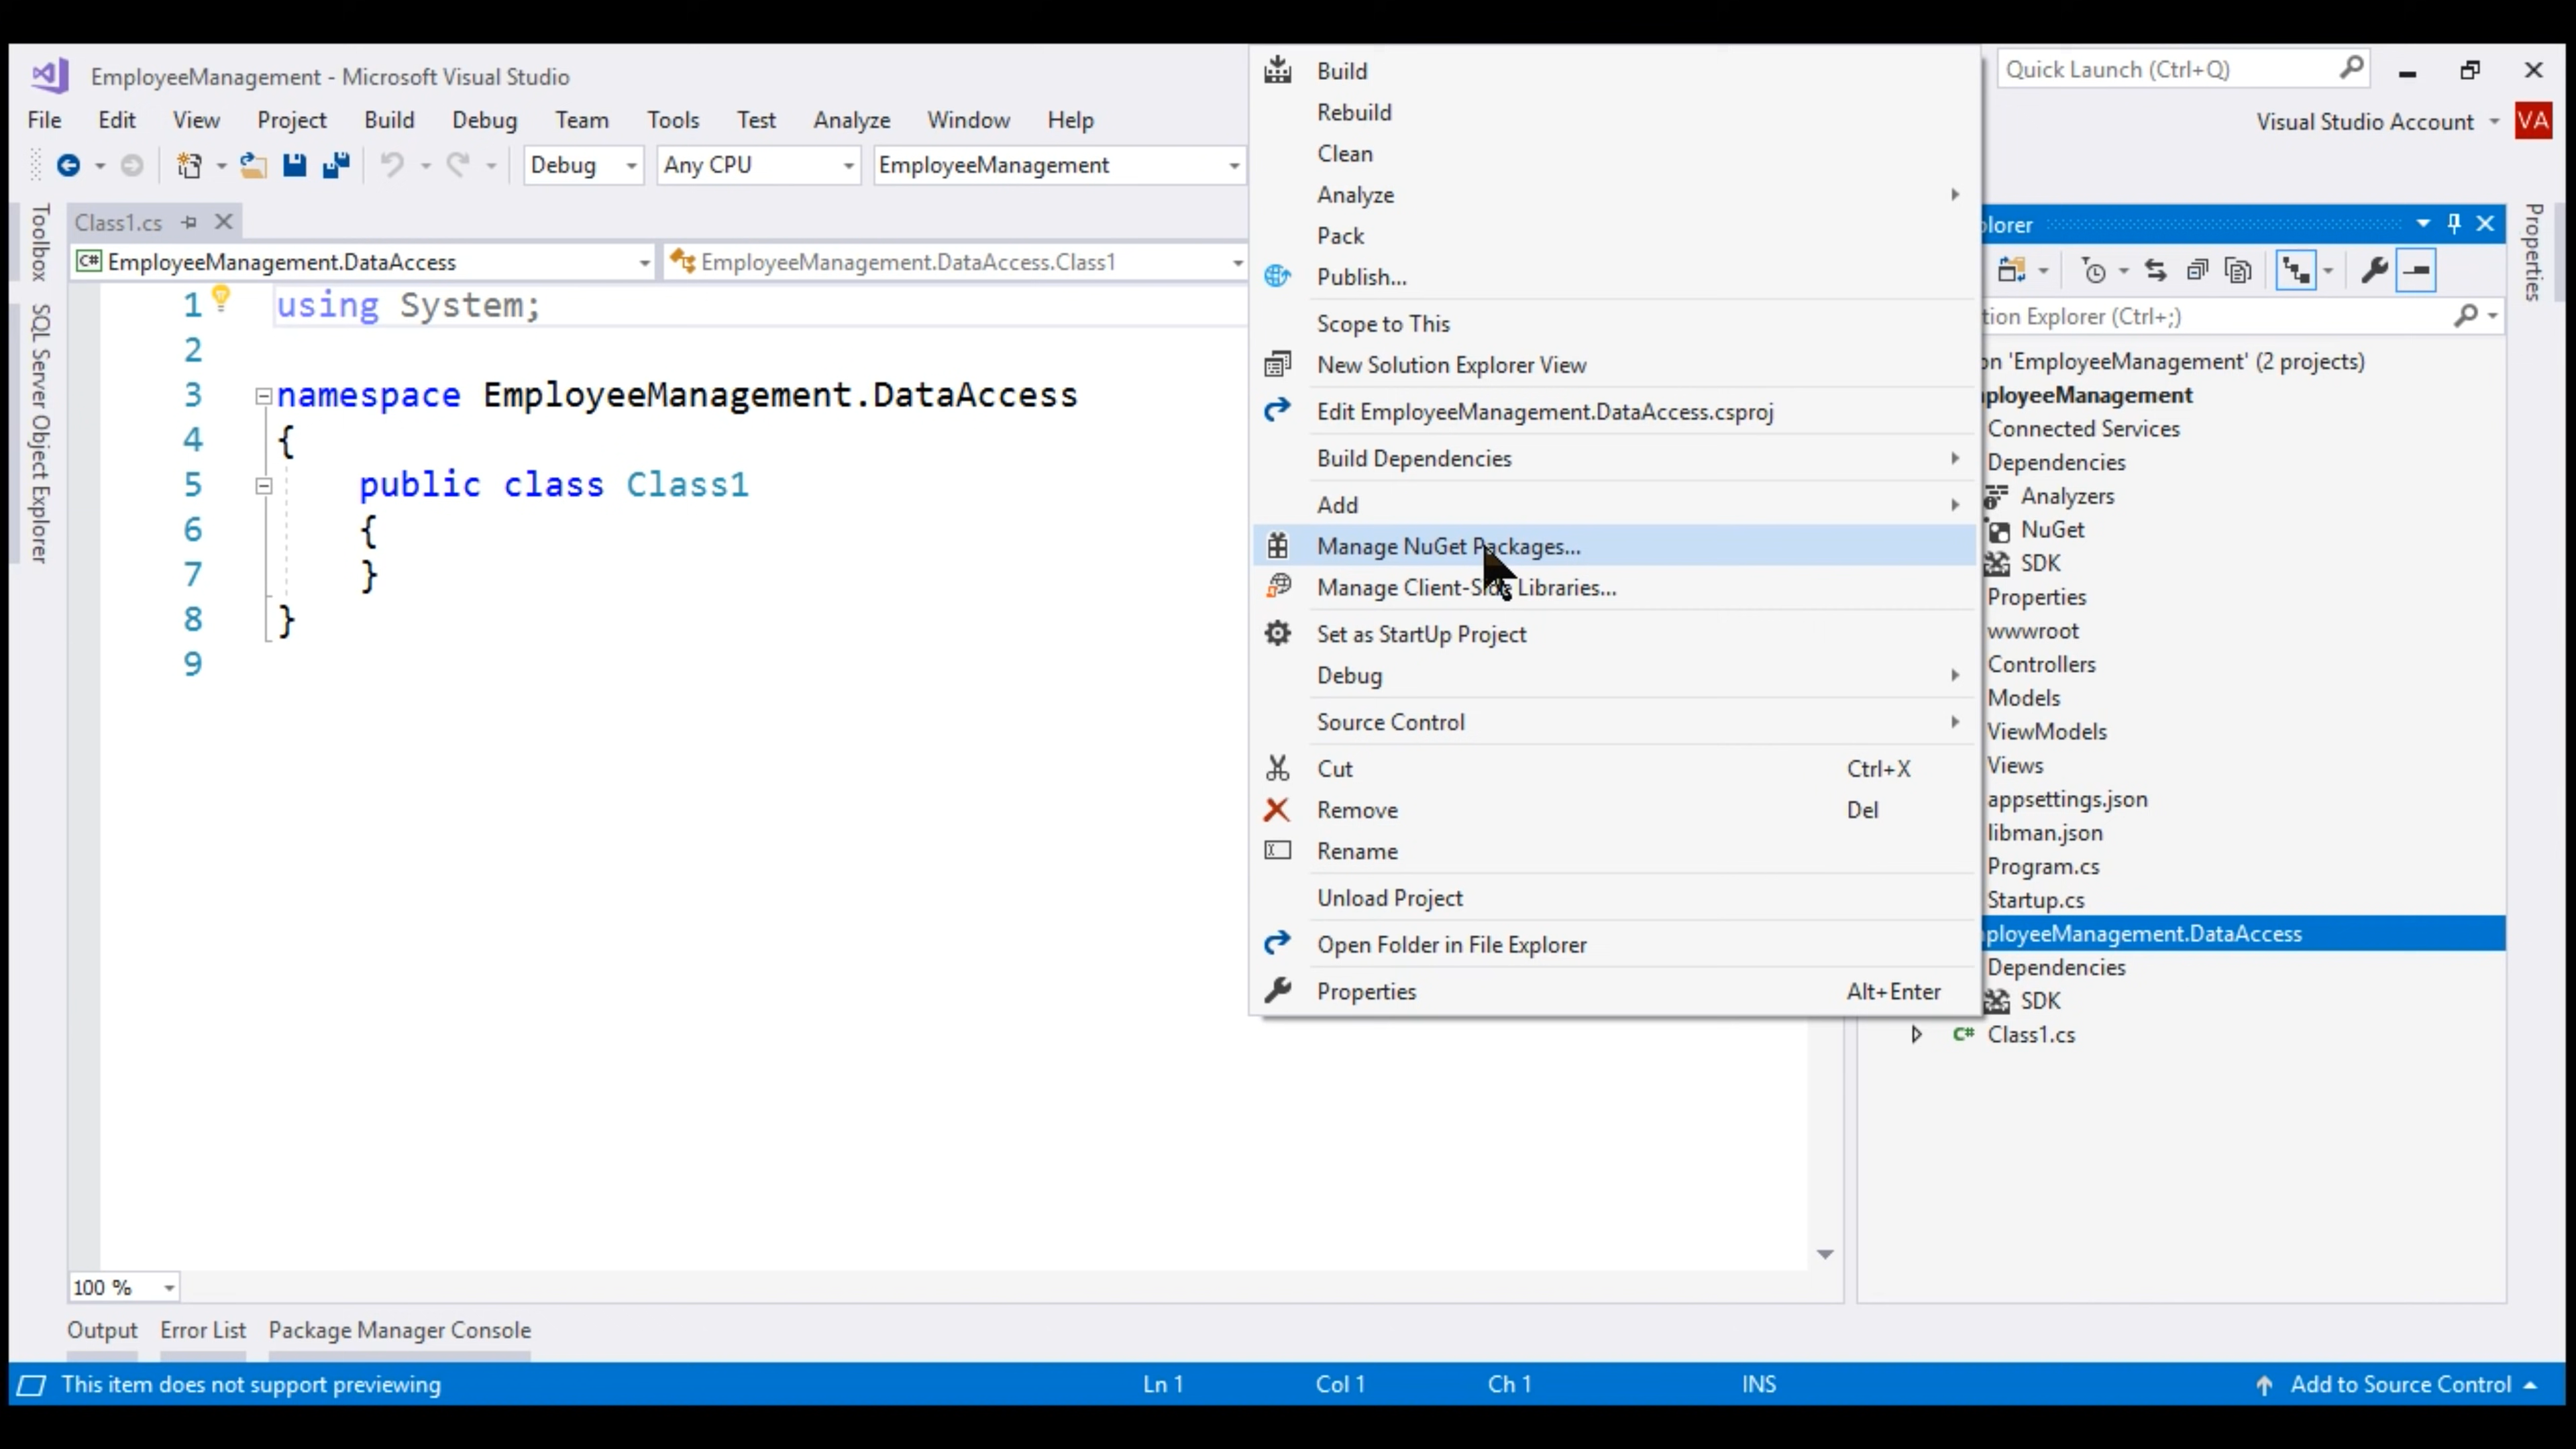 EmployeeManagement - Microsoft Visual Studio
Quick Launch (Ctrl+Q)
File Edit View Project Build Debug Team Tools Test Analyze Window Help
Visual Studio Account VA
Debug Any CPU EmployeeManagement
Toolbox
SQL Server Object Explorer
Class1.cs
C# EmployeeManagement.DataAccess EmployeeManagement.DataAccess.Class1
1 using System;
2
3 namespace EmployeeManagement.DataAccess
4 {
5 public class Class1
6 {
7 }
8 }
9
100 %
Build
Rebuild
Clean
Analyze
Pack
Publish...
Scope to This
New Solution Explorer View
Edit EmployeeManagement.DataAccess.csproj
Build Dependencies
Add
Manage NuGet Packages...
Manage Client-Side Libraries...
Set as StartUp Project
Debug
Source Control
Cut Ctrl+X
Remove Del
Rename
Unload Project
Open Folder in File Explorer
Properties Alt+Enter
plorer
tion Explorer (Ctrl+;)
on 'EmployeeManagement' (2 projects)
ployeeManagement
Connected Services
Dependencies
Analyzers
NuGet
SDK
Properties
wwwroot
Controllers
Models
ViewModels
Views
appsettings.json
libman.json
Program.cs
Startup.cs
ployeeManagement.DataAccess
Dependencies
SDK
C# Class1.cs
Properties
Output Error List Package Manager Console
This item does not support previewing Ln 1 Col 1 Ch 1 INS Add to Source Control